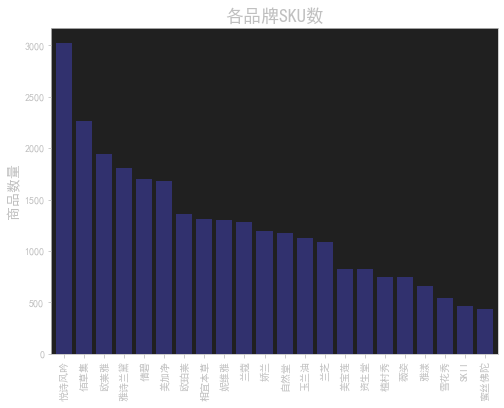 各品牌SKU数
商品数量
3000
2500
2000
1500
1000
500
0
悦诗风吟
佰草集
欧莱雅
雅诗兰黛
倩碧
美加净
欧珀莱
相宜本草
妮维雅
兰蔻
娇兰
自然堂
玉兰油
兰芝
美宝莲
资生堂
植村秀
薇姿
雅漾
雪花秀
SKII
蜜丝佛陀